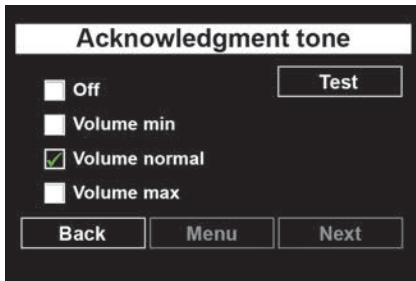 Acknowledgment tone
Off
Test
Volume min
Volume normal
Volume max
Back
Menu
Next